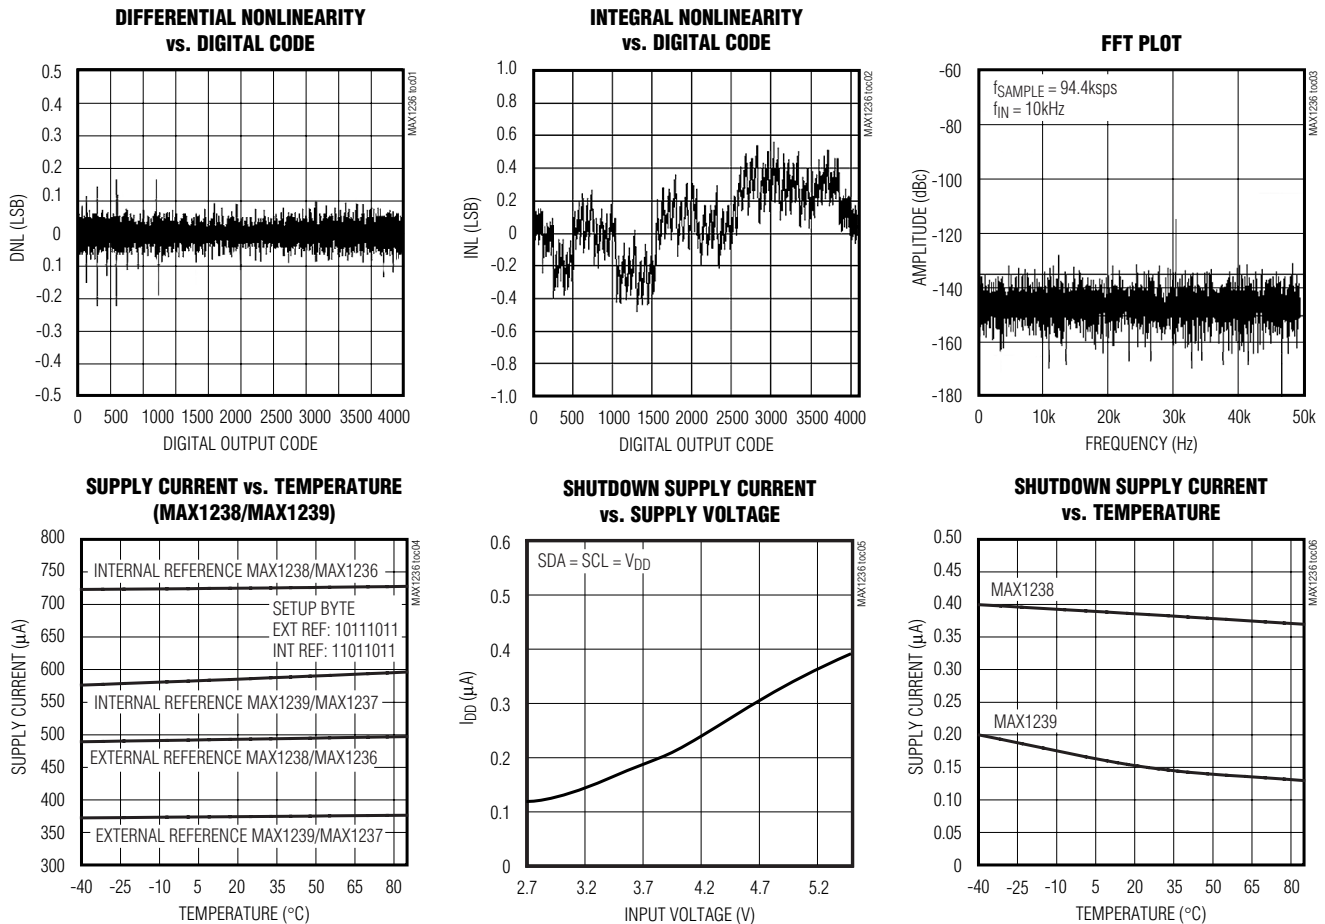 DIFFERENTIAL NONLINEARITY
vs. DIGITAL CODE
0.5
0.4
0.3
0.2
0.1
0
0.1
-0.2
-0.3
-0.4
-0.5
DNL (LSB)
0 500 1000 1500 2000 2500 3000 3500 4000
DIGITAL OUTPUT CODE
MAX1236 toc01
INTEGRAL NONLINEARITY
vs. DIGITAL CODE
1.0
0.8
0.6
0.4
0.2
0
-0.2
-0.4
-0.6
-0.8
-1.0
INL (LSB)
0 500 1000 1500 2000 2500 3000 3500 4000
DIGITAL OUTPUT CODE
MAX1236 toc02
FFT PLOT
fSAMPLE = 94.4ksps
fIN = 10kHz
-60
-80
-100
-120
-140
-160
-180
AMPLITUDE (dBc)
0 10k 20k 30k 40k 50k
FREQUENCY (Hz)
MAX1236 toc03
SUPPLY CURRENT vs. TEMPERATURE
(MAX1238/MAX1239)
800
750
700
650
600
550
500
450
400
350
300
SUPPLY CURRENT (μA)
INTERNAL REFERENCE MAX1238/MAX1236
SETUP BYTE
EXT REF: 10111011
INT REF: 11011011
INTERNAL REFERENCE MAX1239/MAX1237
EXTERNAL REFERENCE MAX1238/MAX1236
EXTERNAL REFERENCE MAX1239/MAX1237
-40 -25 -10 5 20 35 50 65 80
TEMPERATURE (°C)
MAX1236 toc04
SHUTDOWN SUPPLY CURRENT
vs. SUPPLY VOLTAGE
SDA = SCL = VDD
0.6
0.5
0.4
0.3
0.2
0.1
0
IDD (μA)
2.7 3.2 3.7 4.2 4.7 5.2
INPUT VOLTAGE (V)
MAX1236 toc05
SHUTDOWN SUPPLY CURRENT
vs. TEMPERATURE
0.50
0.45
0.40
0.35
0.30
0.25
0.20
0.15
0.10
0.05
0
SUPPLY CURRENT (μA)
MAX1238
MAX1239
-40 -25 -10 5 20 35 50 65 80
TEMPERATURE (°C)
MAX1236 toc06